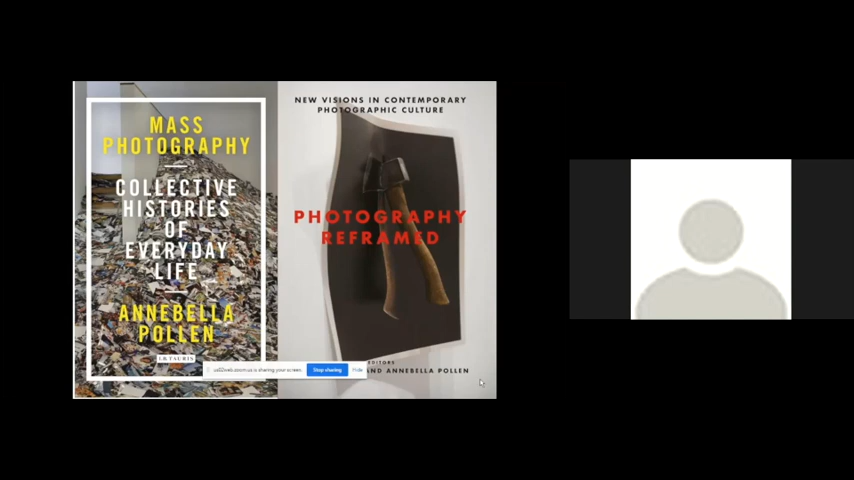 MASS
PHOTOGRAPHY
COLLECTIVE
HISTORIES
OF
EVERYDAY
LIFE
ANNEBELLA
POLLEN
I.B.TAURIS
NEW VISIONS IN CONTEMPORARY
PHOTOGRAPHIC CULTURE
PHOTOGRAPHY
REFRAMED
EDITORS
AND ANNEBELLA POLLEN
is sharing your screen.
Stop sharing
Hide